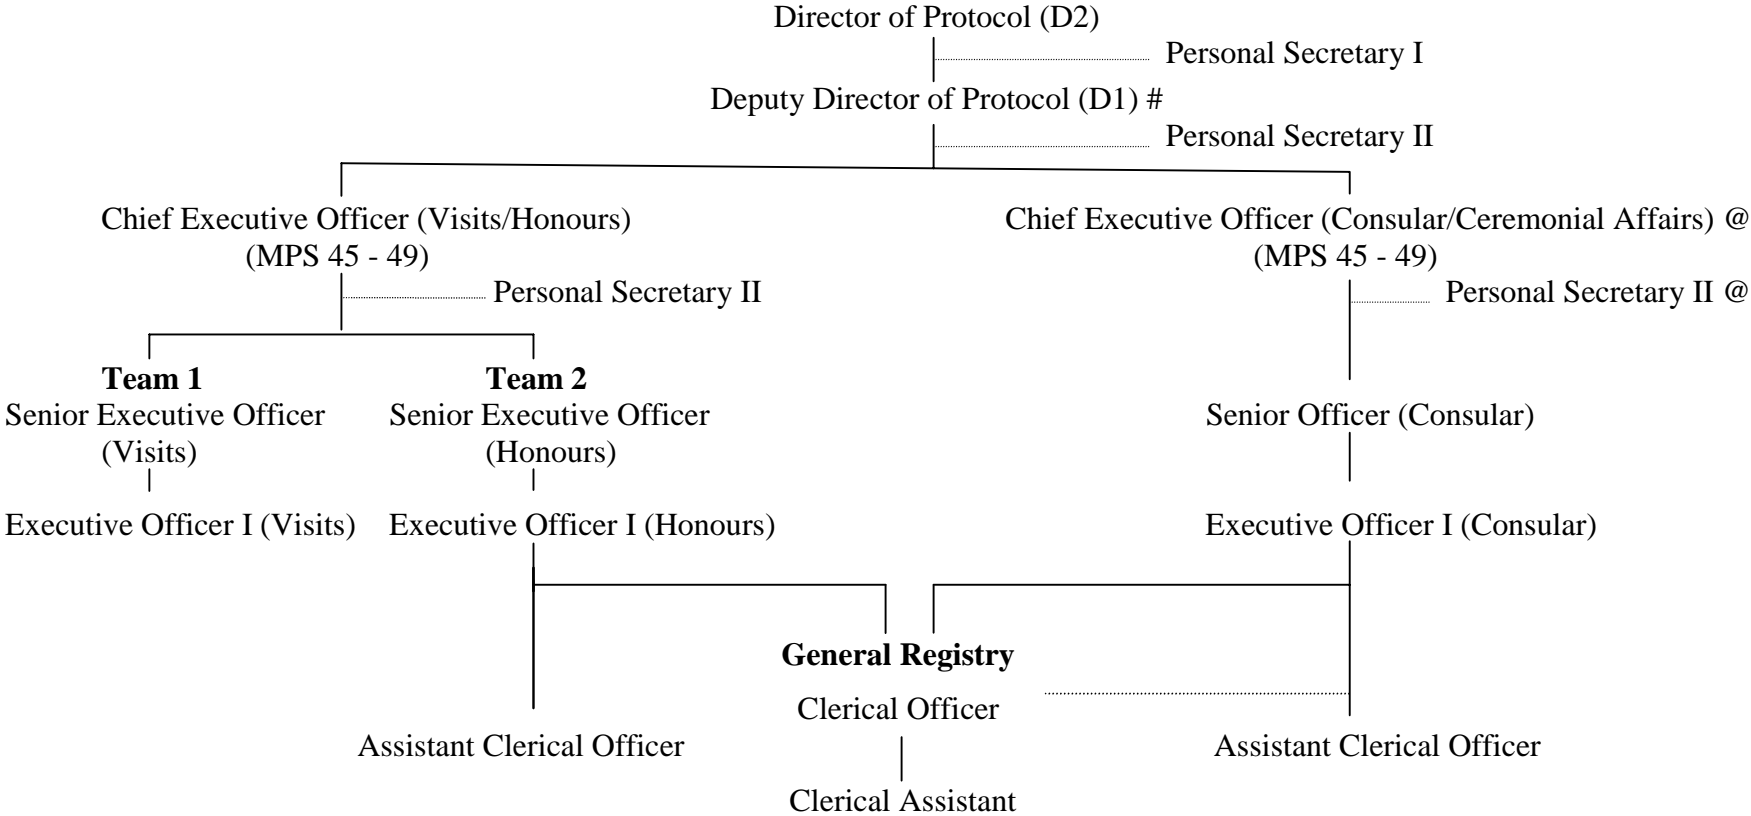 Director of Protocol (D2)
Personal Secretary I
Deputy Director of Protocol (D1) #
Personal Secretary II
Chief Executive Officer (Visits/Honours)
(MPS 45 - 49)
Chief Executive Officer (Consular/Ceremonial Affairs) @
(MPS 45 - 49)
Personal Secretary II
Personal Secretary II @
Team 1
Senior Executive Officer
(Visits)
Team 2
Senior Executive Officer
(Honours)
Senior Officer (Consular)
Executive Officer I (Visits)
Executive Officer I (Honours)
Executive Officer I (Consular)
General Registry
Clerical Officer
Assistant Clerical Officer
Assistant Clerical Officer
Clerical Assistant